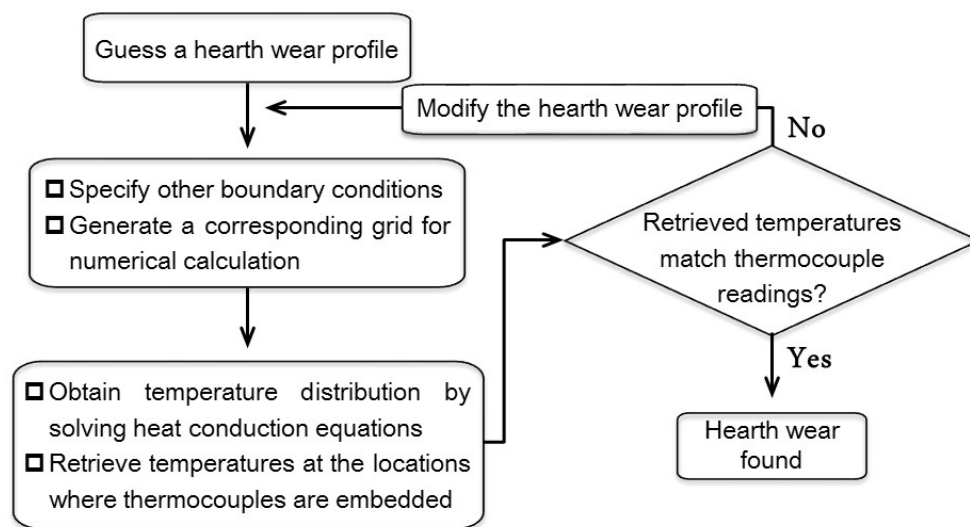 Guess a hearth wear profile
Modify the hearth wear profile
No
Specify other boundary conditions
Generate a corresponding grid for
numerical calculation
Retrieved temperatures
match thermocouple
readings?
Yes
Obtain temperature distribution by
solving heat conduction equations
Retrieve temperatures at the locations
where thermocouples are embedded
Hearth wear
found